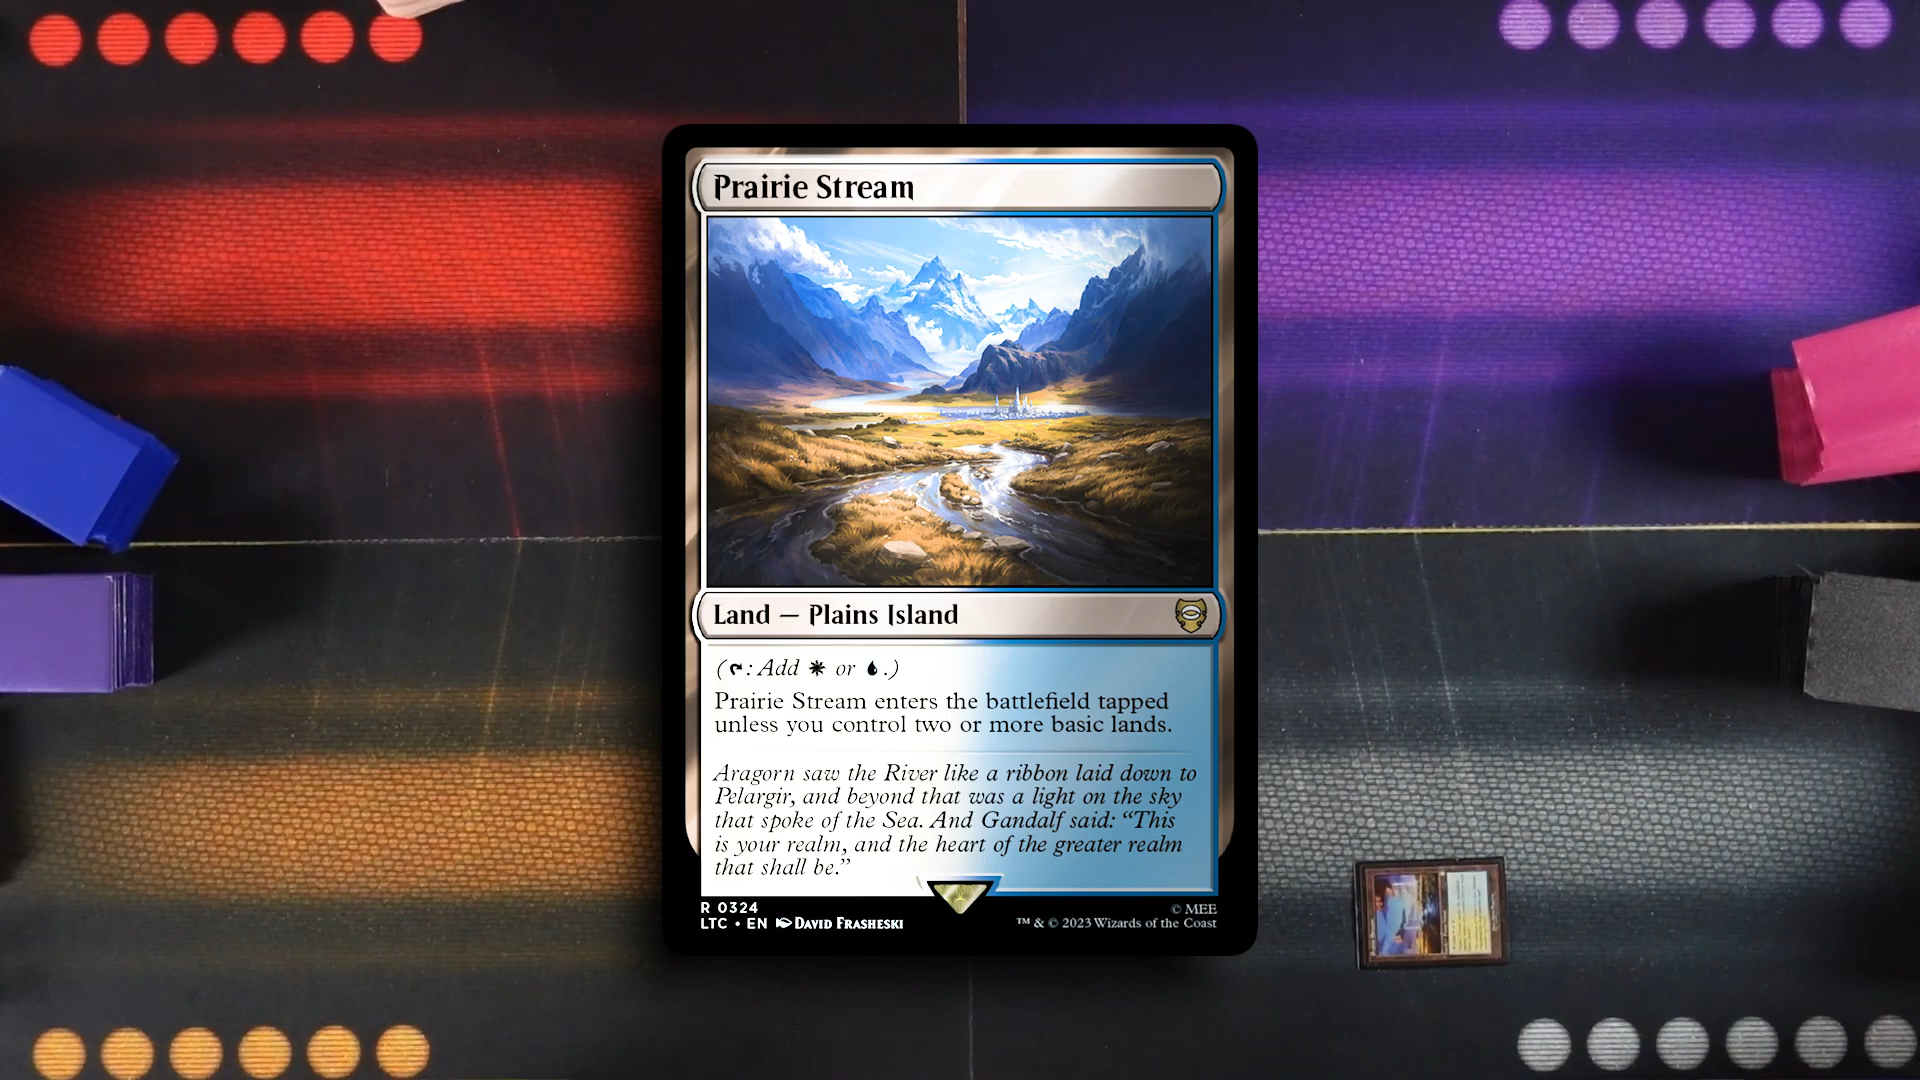 Prairie Stream
Land — Plains Island
( : Add or .)
Prairie Stream enters the battlefield tapped
unless you control two or more basic lands.
Aragorn saw the River like a ribbon laid down to
Pelargir, and beyond that was a light on the sky
that spoke of the Sea. And Gandalf said: “This
is your realm, and the heart of the greater realm
that shall be.”
R 0324
LTC • EN DAVID FRASHESKI
© MEE
™ & © 2023 Wizards of the Coast